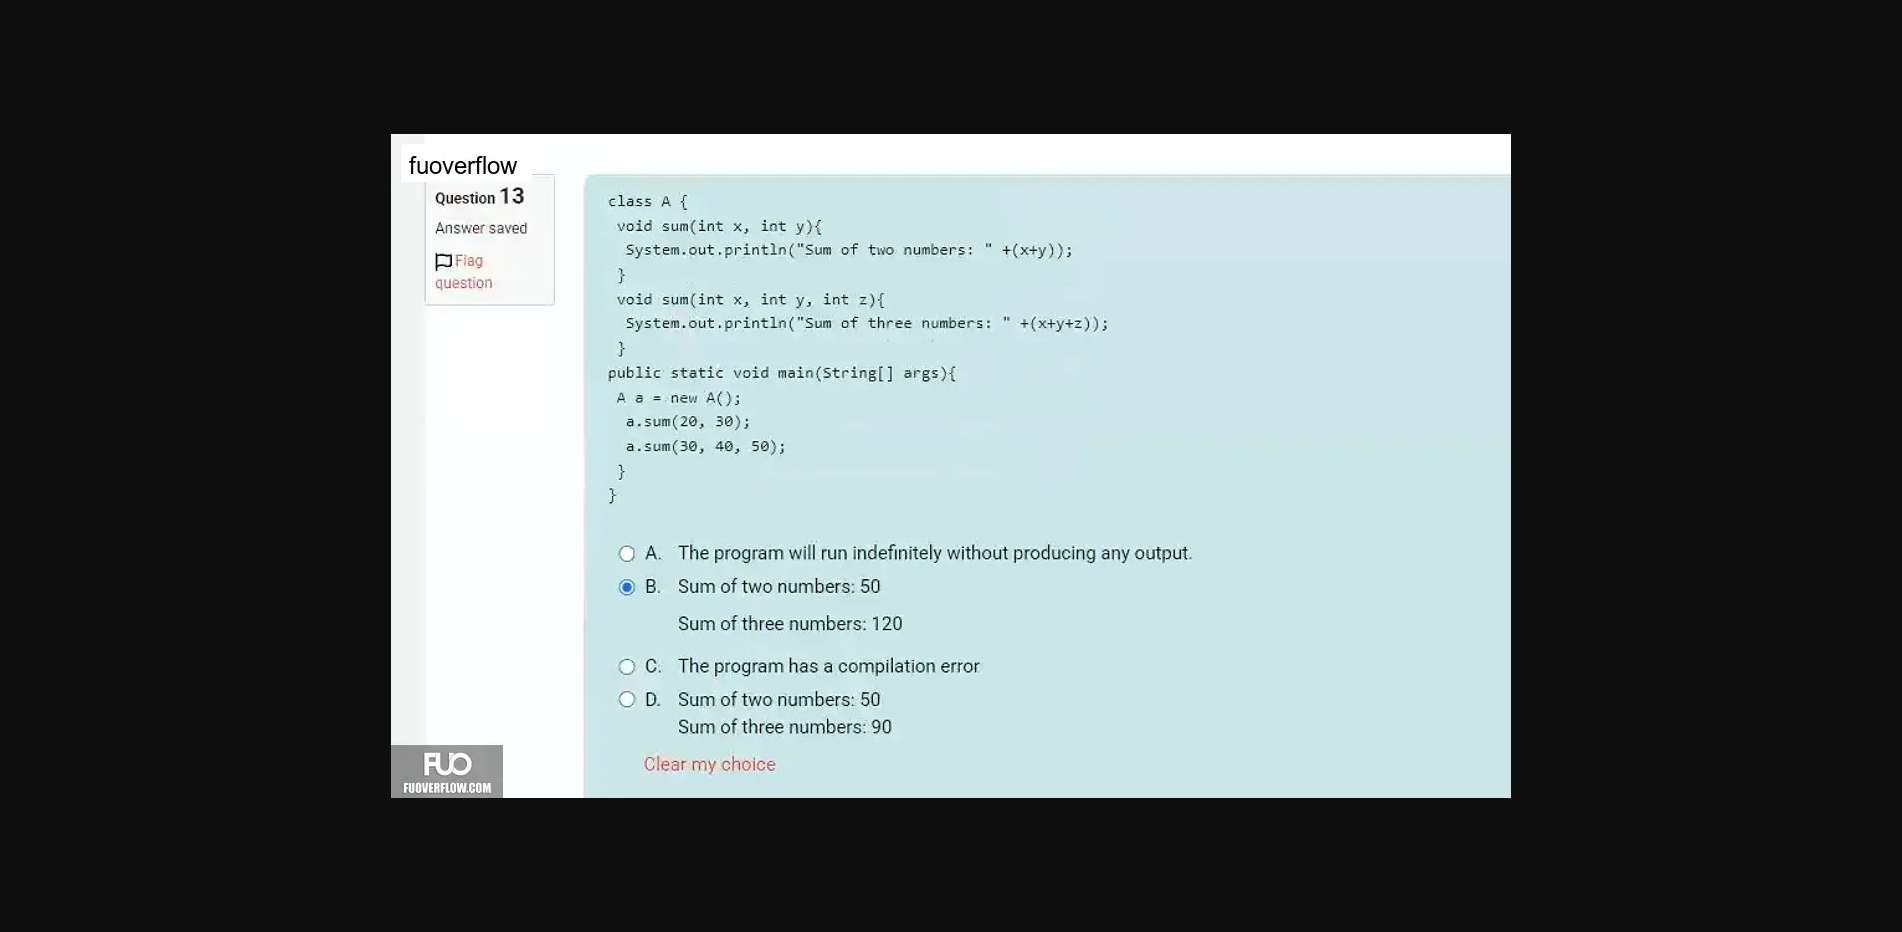 fuoverflow
Question 13
Answer saved
Flag
question
class A {
void sum(int x, int y){
System.out.println("Sum of two numbers: " +(x+y));
}
void sum(int x, int y, int z){
System.out.println("Sum of three numbers: " +(x+y+z));
}
public static void main(String[] args){
A a = new A();
a.sum(20, 30);
a.sum(30, 40, 50);
}
}
A. The program will run indefinitely without producing any output.
B. Sum of two numbers: 50
Sum of three numbers: 120
C. The program has a compilation error
D. Sum of two numbers: 50
Sum of three numbers: 90
Clear my choice
FUO
FUOVERFLOW.COM